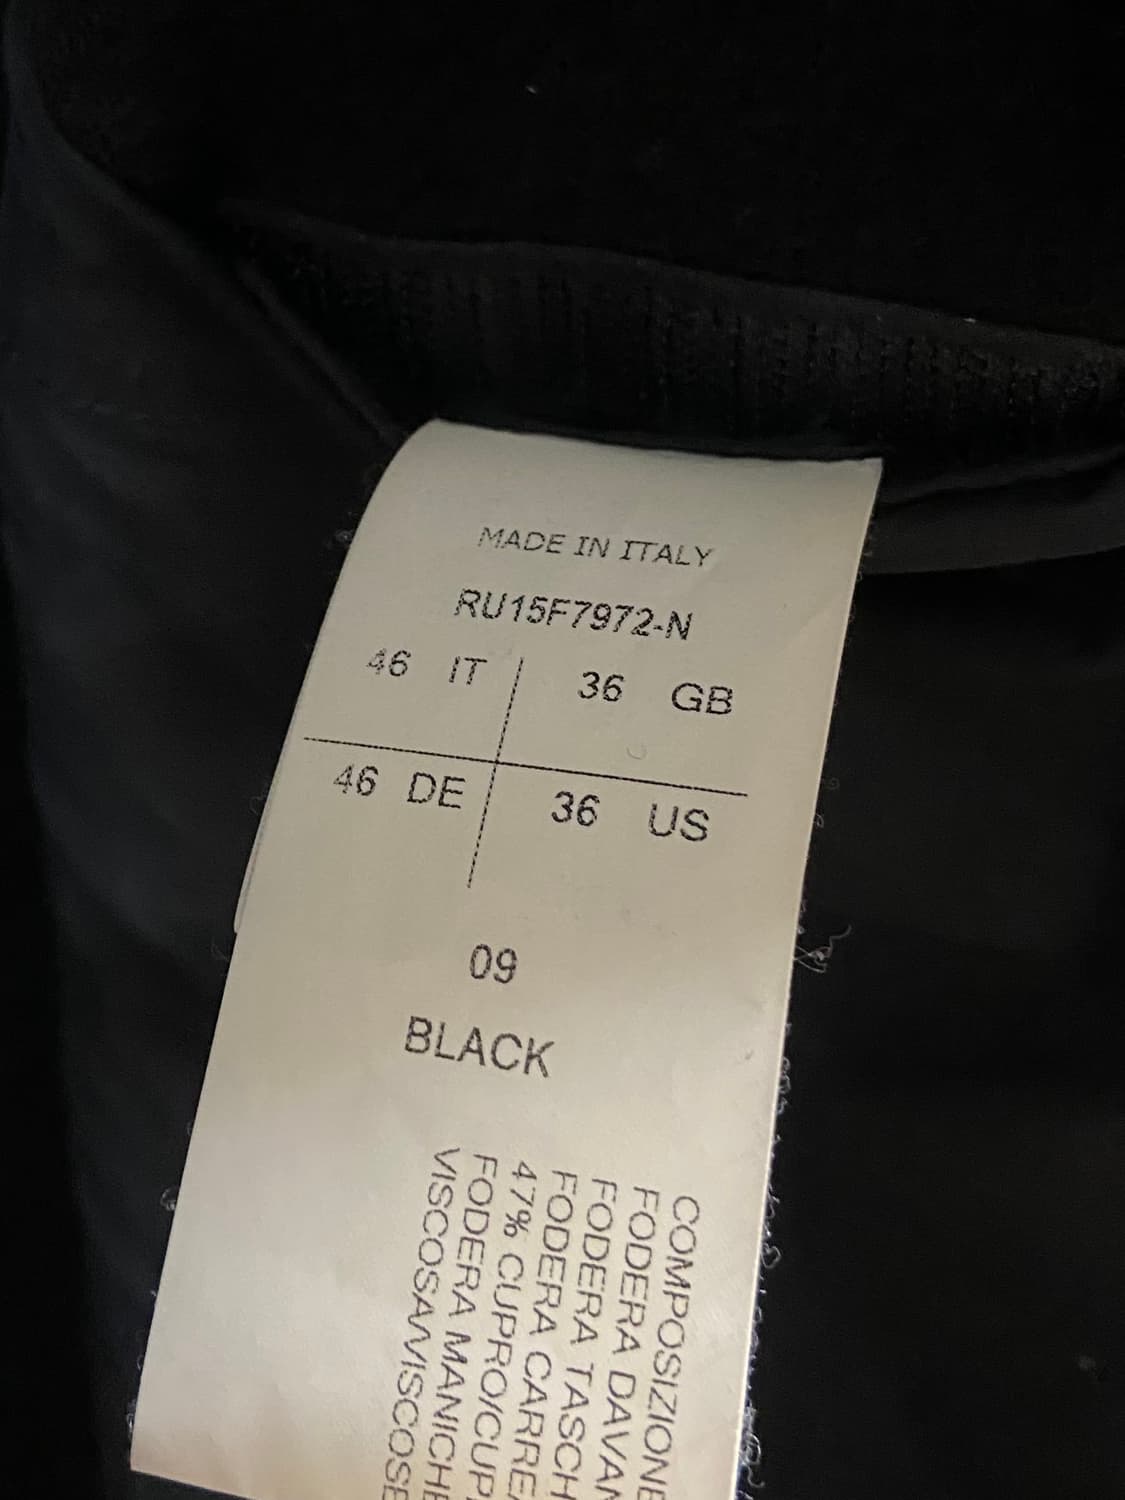 MADE IN ITALY
RU15F7972-N
46 IT 36 GB
46 DE 36 US
09
BLACK
COMPOSIZIONE
FODERA DAVAN
FODERA TASCH
FODERA CARRE
47% CUPRO/CUP
FODERA MANICHE
VISCOSA/VISCOSE